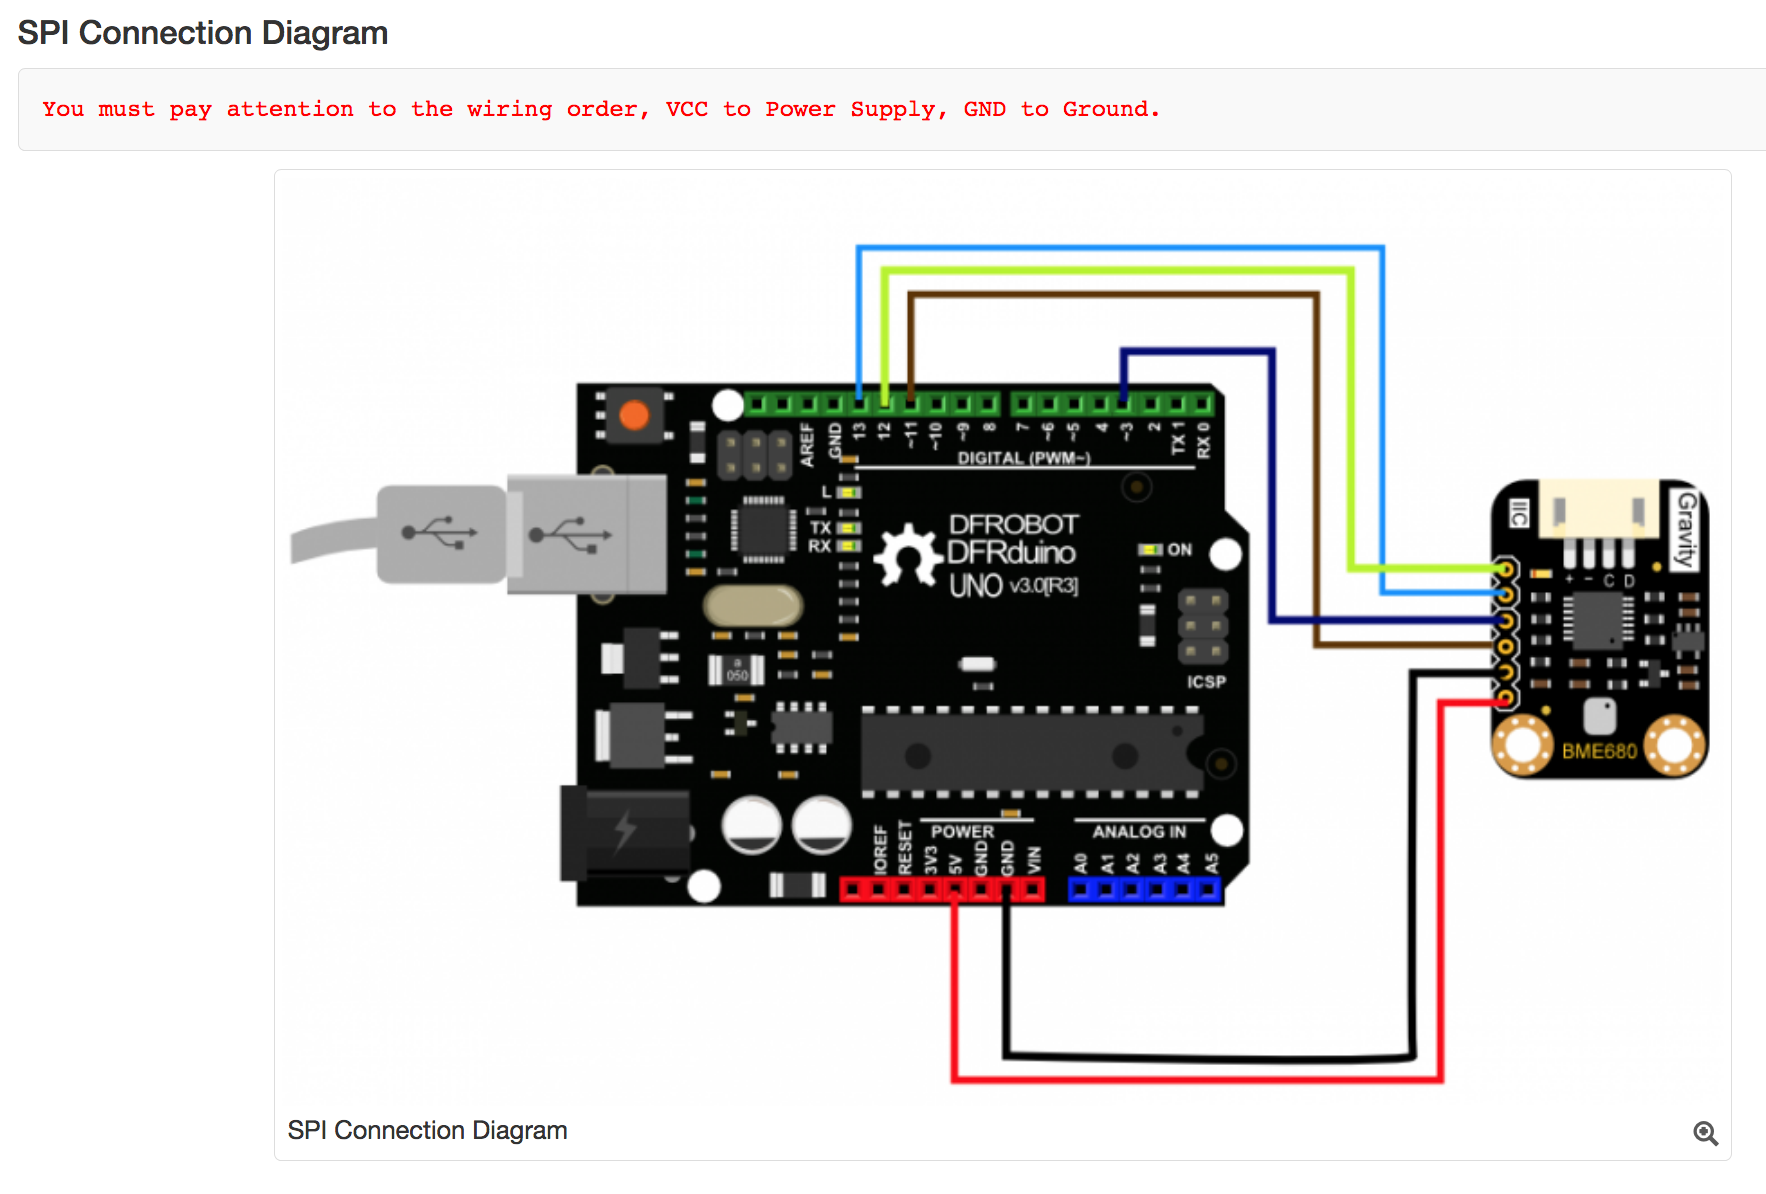 SPI Connection Diagram
You must pay attention to the wiring order, VCC to Power Supply, GND to Ground.
AREF
GND
13
12
~11
~10
~9
8
7
~6
~5
4
~3
2
TX 1
RX 0
DIGITAL (PWM~)
L
TX
RX
DFROBOT
DFRduino
UNO v3.0[R3]
ON
ICSP
a
050
IOREF
RESET
3V3
5V
GND
GND
VIN
POWER
ANALOG IN
A0
A1
A2
A3
A4
A5
IIC
Gravity
+ - C D
BME680
SPI Connection Diagram